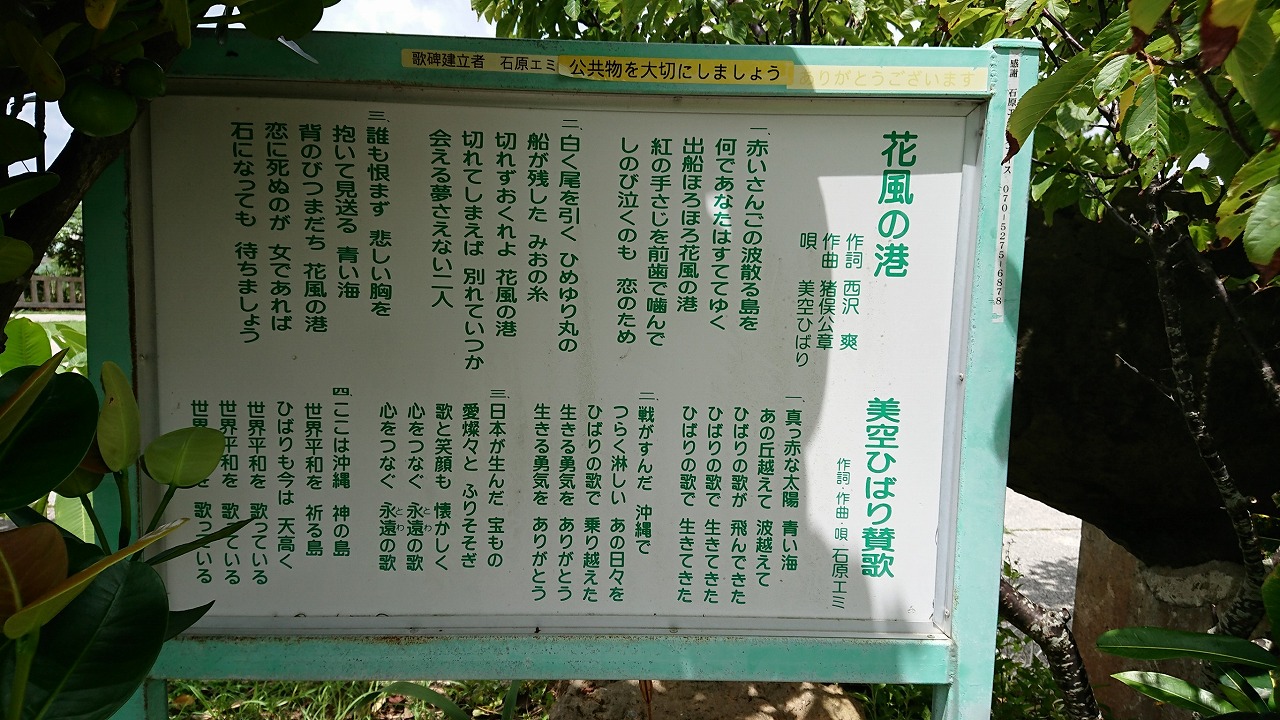 歌碑建立者 石原エミ
公共物を大切にしましょう
ありがとうございます
感謝 石原
ス 070-5275-6878
花風の港
作詞 西沢 爽
作曲 猪俣公章
唄 美空ひばり
一、赤いさんごの波散る島を
何であなたはすててゆく
出船ほろほろ花風の港
紅の手さじを前歯で噛んで
しのび泣くのも 恋のため
二、白く尾を引く ひめゆり丸の
船が残した みおの糸
切れずおくれよ 花風の港
切れてしまえば 別れていつか
会える夢さえない二人
三、誰も恨まず 悲しい胸を
抱いて見送る 青い海
背のびつまだち 花風の港
恋に死ぬのが 女であれば
石になっても 待ちましょう
美空ひばり賛歌
作詞・作曲・唄 石原エミ
一、真っ赤な太陽 青い海
あの丘越えて 波越えて
ひばりの歌が 飛んできた
ひばりの歌で 生きてきた
ひばりの歌で 生きてきた
二、戦がすんだ 沖縄で
つらく淋しい あの日々を
ひばりの歌で 乗り越えた
生きる勇気を ありがとう
生きる勇気を ありがとう
三、日本が生んだ 宝もの
愛燦々と ふりそそぎ
歌と笑顔も 懐かしく
心をつなぐ 永遠の歌
とわ
心をつなぐ 永遠の歌
とわ
四、ここは沖縄 神の島
世界平和を 祈る島
ひばりも今は 天高く
世界平和を 歌っている
世界平和を 歌っている
世界 を 歌っている